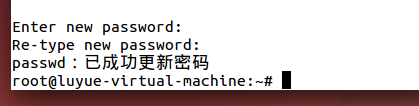 Enter new password:
Re-type new password:
passwd：已成功更新密码
root@luyue-virtual-machine:~#